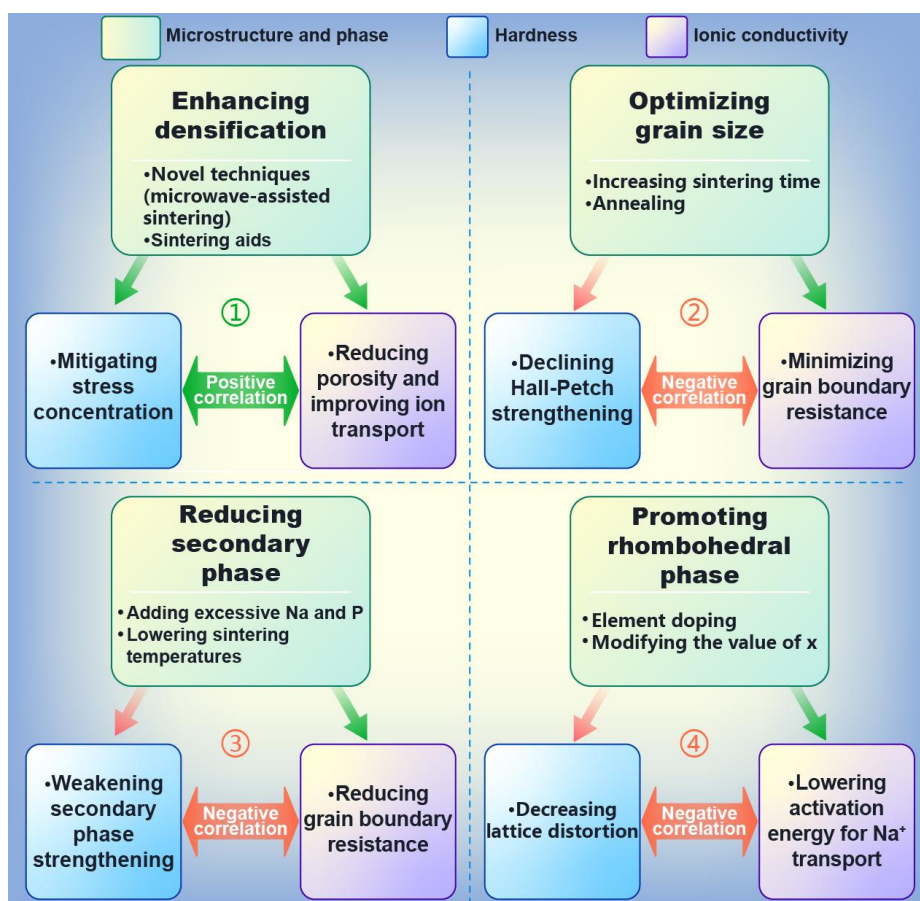 Microstructure and phase
Hardness
Ionic conductivity
Enhancing
densification
•Novel techniques
(microwave-assisted
sintering)
•Sintering aids
①
•Mitigating
stress
concentration
Positive
correlation
•Reducing
porosity and
improving ion
transport
Optimizing
grain size
•Increasing sintering time
•Annealing
②
•Declining
Hall-Petch
strengthening
Negative
correlation
•Minimizing
grain boundary
resistance
Reducing
secondary
phase
•Adding excessive Na and P
•Lowering sintering
temperatures
③
•Weakening
secondary
phase
strengthening
Negative
correlation
•Reducing
grain boundary
resistance
Promoting
rhombohedral
phase
•Element doping
•Modifying the value of x
④
•Decreasing
lattice distortion
Negative
correlation
•Lowering
activation
energy for Na⁺
transport